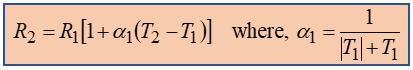 R₂ = R₁[1 + α₁(T₂ − T₁)] where, α₁ = 1 / (|T₁| + T₁)